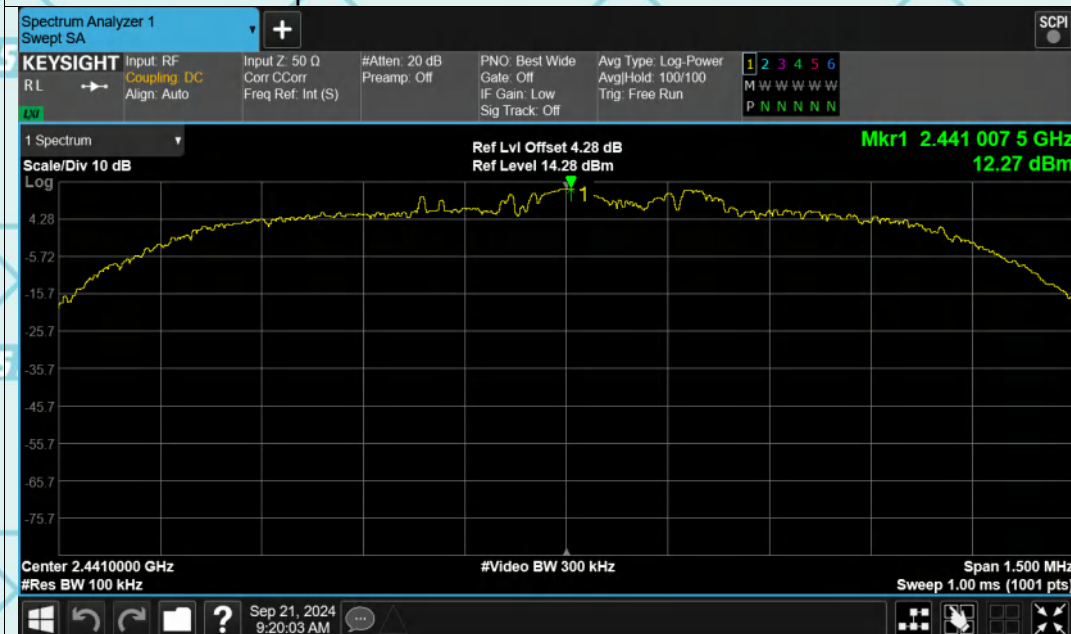 Spectrum Analyzer 1
Swept SA
+
SCPI
KEYSIGHT
RL
LXI
Input: RF
Coupling: DC
Align: Auto
Input Z: 50 Ω
Corr CCorr
Freq Ref: Int (S)
#Atten: 20 dB
Preamp: Off
PNO: Best Wide
Gate: Off
IF Gain: Low
Sig Track: Off
Avg Type: Log-Power
Avg|Hold: 100/100
Trig: Free Run
1 2 3 4 5 6
M W W W W W
P N N N N N
1 Spectrum
Scale/Div 10 dB
Log
Ref Lvl Offset 4.28 dB
Ref Level 14.28 dBm
Mkr1 2.441 007 5 GHz
12.27 dBm
1
4.28
-5.72
-15.7
-25.7
-35.7
-45.7
-55.7
-65.7
-75.7
Center 2.4410000 GHz
#Res BW 100 kHz
#Video BW 300 kHz
Span 1.500 MHz
Sweep 1.00 ms (1001 pts)
?
Sep 21, 2024
9:20:03 AM